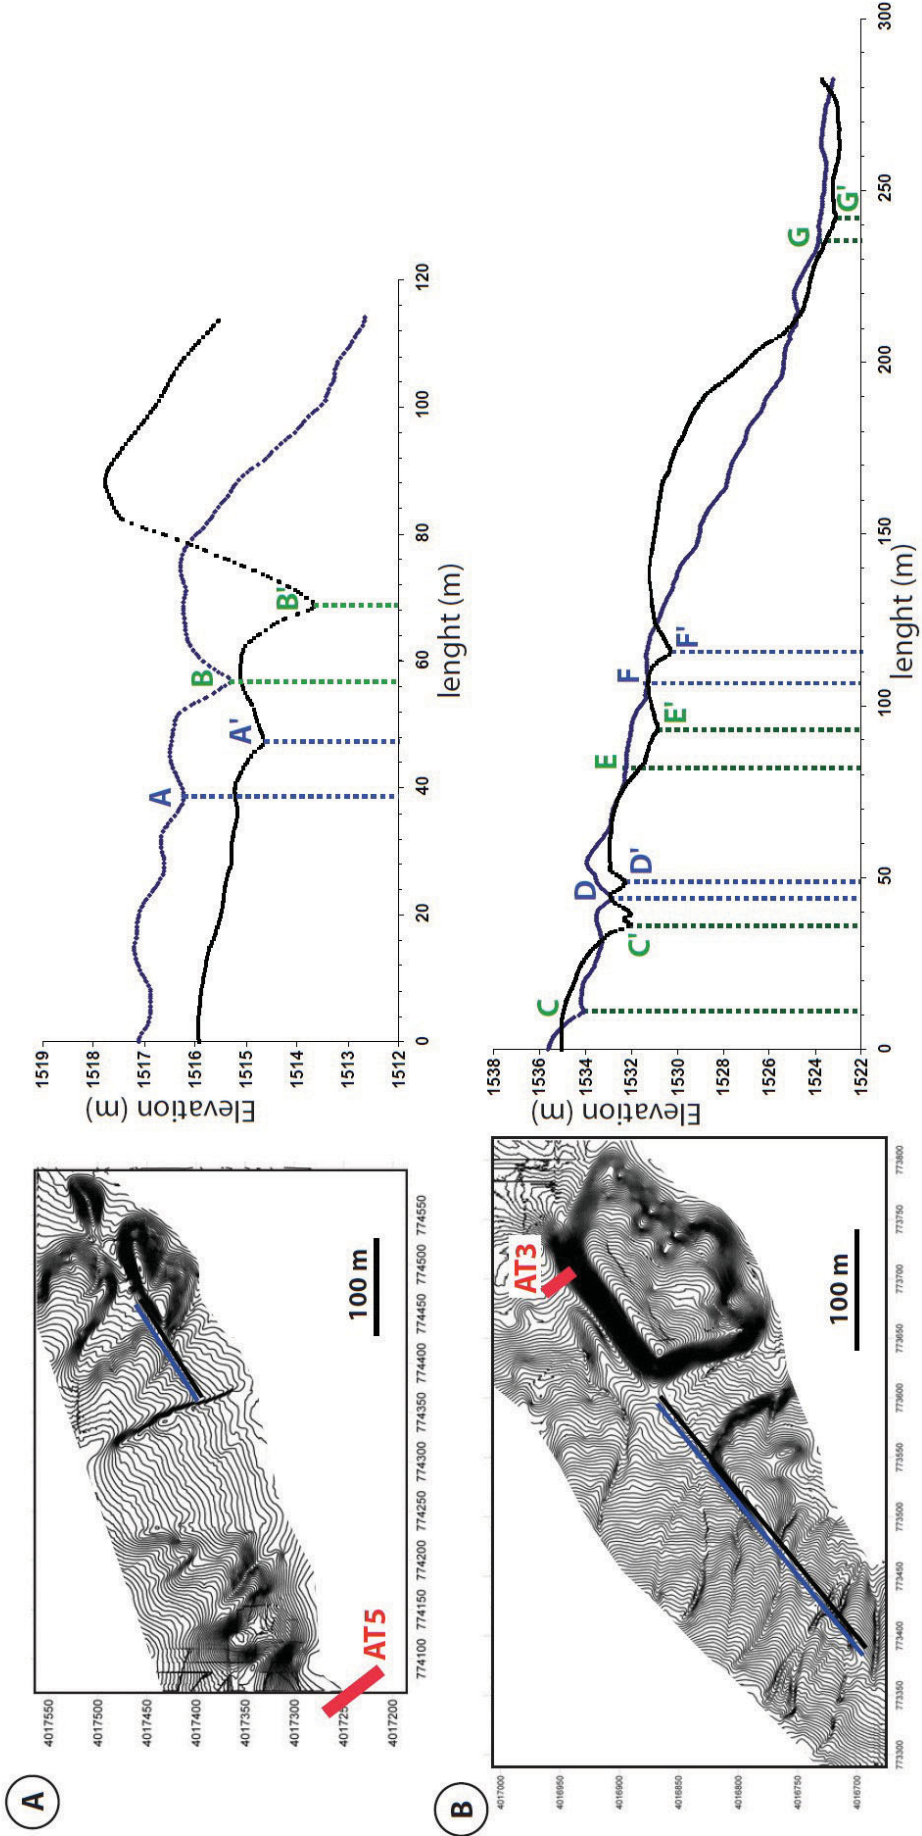 A
4017550
4017500
4017450
4017400
4017350
4017300
4017250
4017200
774100 774150 774200 774250 774300 774350 774400 774450 774500 774550
AT5
100 m
Elevation (m)
1519
1518
1517
1516
1515
1514
1513
1512
0 20 40 60 80 100 120
lenght (m)
A
A'
B
B'
B
4017000
4016950
4016900
4016850
4016800
4016750
4016700
773300 773350 773400 773450 773500 773550 773600 773650 773700 773750 773800
AT3
100 m
Elevation (m)
1538
1536
1534
1532
1530
1528
1526
1524
1522
0 50 100 150 200 250 300
lenght (m)
C
C'
D
D'
E
E'
F
F'
G
G'